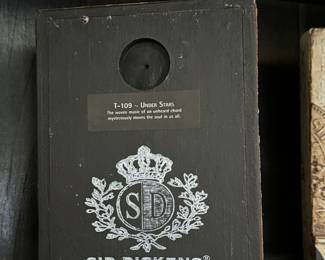 T-109 ~ Under Stars
The woven music of an unheard chord
mysteriously moves the soul in us all.
SD
SID DICKENS®